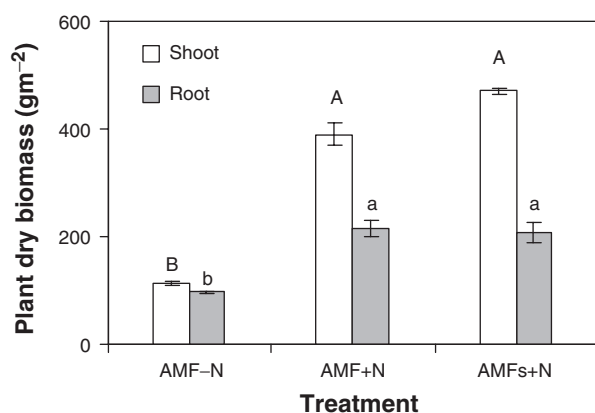 600
Shoot
Root
A
A
400
a
a
200
B
b
0
AMF–N
AMF+N
AMFs+N
Treatment
Plant dry biomass (gm⁻²)